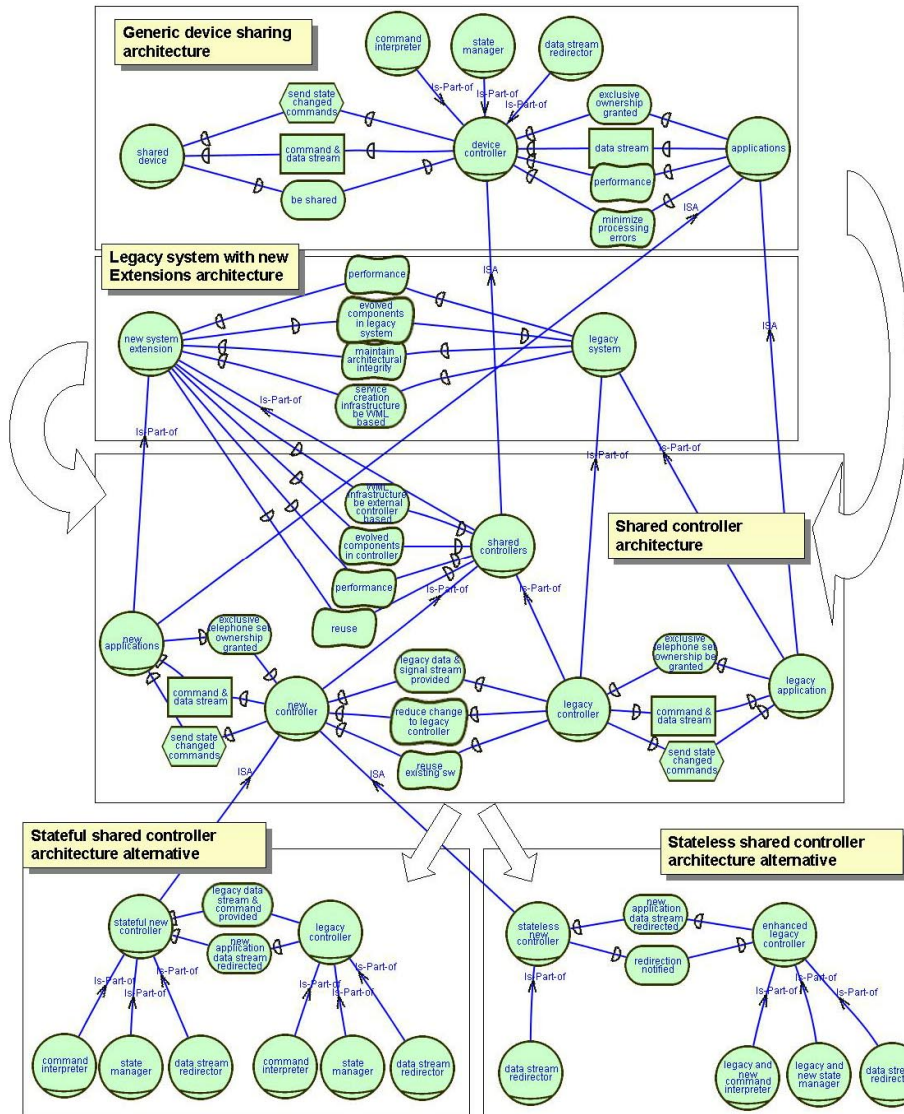 Generic device sharing
architecture
command
interpreter
state
manager
data stream
redirector
Is-Part-of
Is-Part-of
Is-Part-of
send state
changed
commands
exclusive
ownership
granted
shared
device
command &
data stream
device
controller
data stream
applications
be shared
performance
minimize
processing
errors
ISA
Legacy system with new
Extensions architecture
performance
ISA
evolved
components
in legacy
system
new system
extension
legacy
system
ISA
maintain
architectural
integrity
service
creation
infrastructure
be WML based
Is-Part-of
Is-Part-of
Is-Part-of
Is-Part-of
WML
infrastructure
be external
controller
based
Shared controller
architecture
evolved
components
in controller
shared
controllers
performance
Is-Part-of
Is-Part-of
reuse
new
applications
exclusive
telephone set
ownership
granted
exclusive
telephone set
ownership be
granted
legacy data &
signal stream
provided
command &
data stream
new
controller
reduce change
to legacy
controller
legacy
controller
command &
data stream
legacy
application
send state
changed
commands
reuse
existing sw
send state
changed
commands
ISA
ISA
Stateful shared controller
architecture alternative
Stateless shared controller
architecture alternative
legacy data
stream &
command
provided
stateful new
controller
legacy
controller
new
application
data stream
redirected
new
application
data stream
redirected
stateless
new
controller
enhanced
legacy
controller
redirection
notified
Is-Part-of
Is-Part-of
Is-Part-of
Is-Part-of
Is-Part-of
Is-Part-of
Is-Part-of
Is-Part-of
Is-Part-of
Is-Part-of
command
interpreter
state
manager
data stream
redirector
command
interpreter
state
manager
data stream
redirector
data stream
redirector
legacy and
new
command
interpreter
legacy and
new state
manager
data stre
redirect